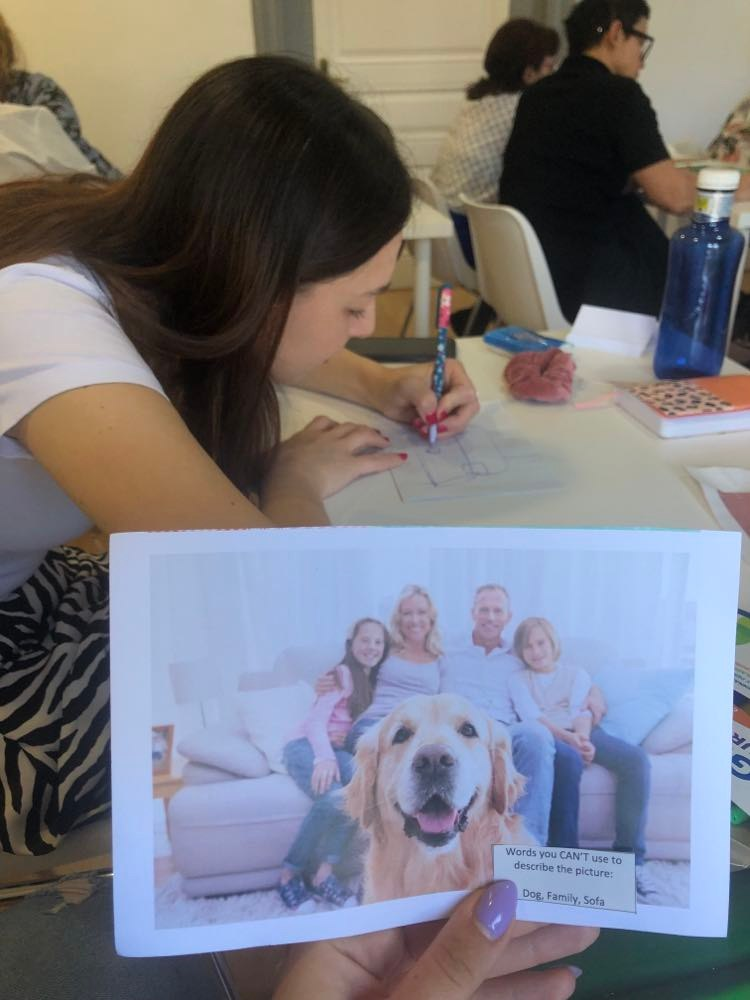 Words you CAN'T use to
describe the picture:
Dog, Family, Sofa